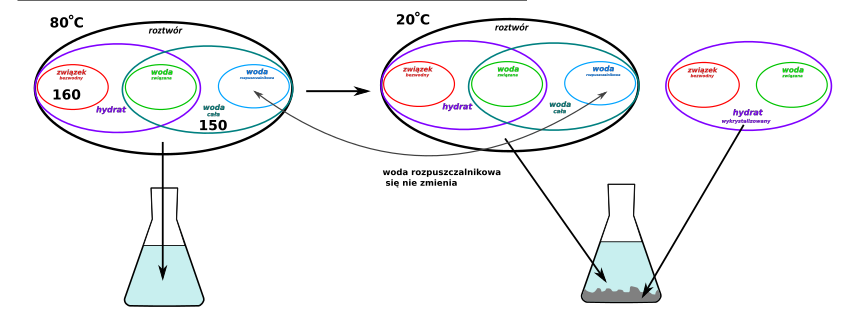 80°C
roztwór
związek
bezwodny
160
woda
związana
woda
rozpuszczalnikowa
hydrat
woda
cała
150
20°C
roztwór
związek
bezwodny
woda
związana
woda
rozpuszczalnikowa
hydrat
woda
cała
związek
bezwodny
woda
związana
hydrat
wykrystalizowany
woda rozpuszczalnikowa
się nie zmienia